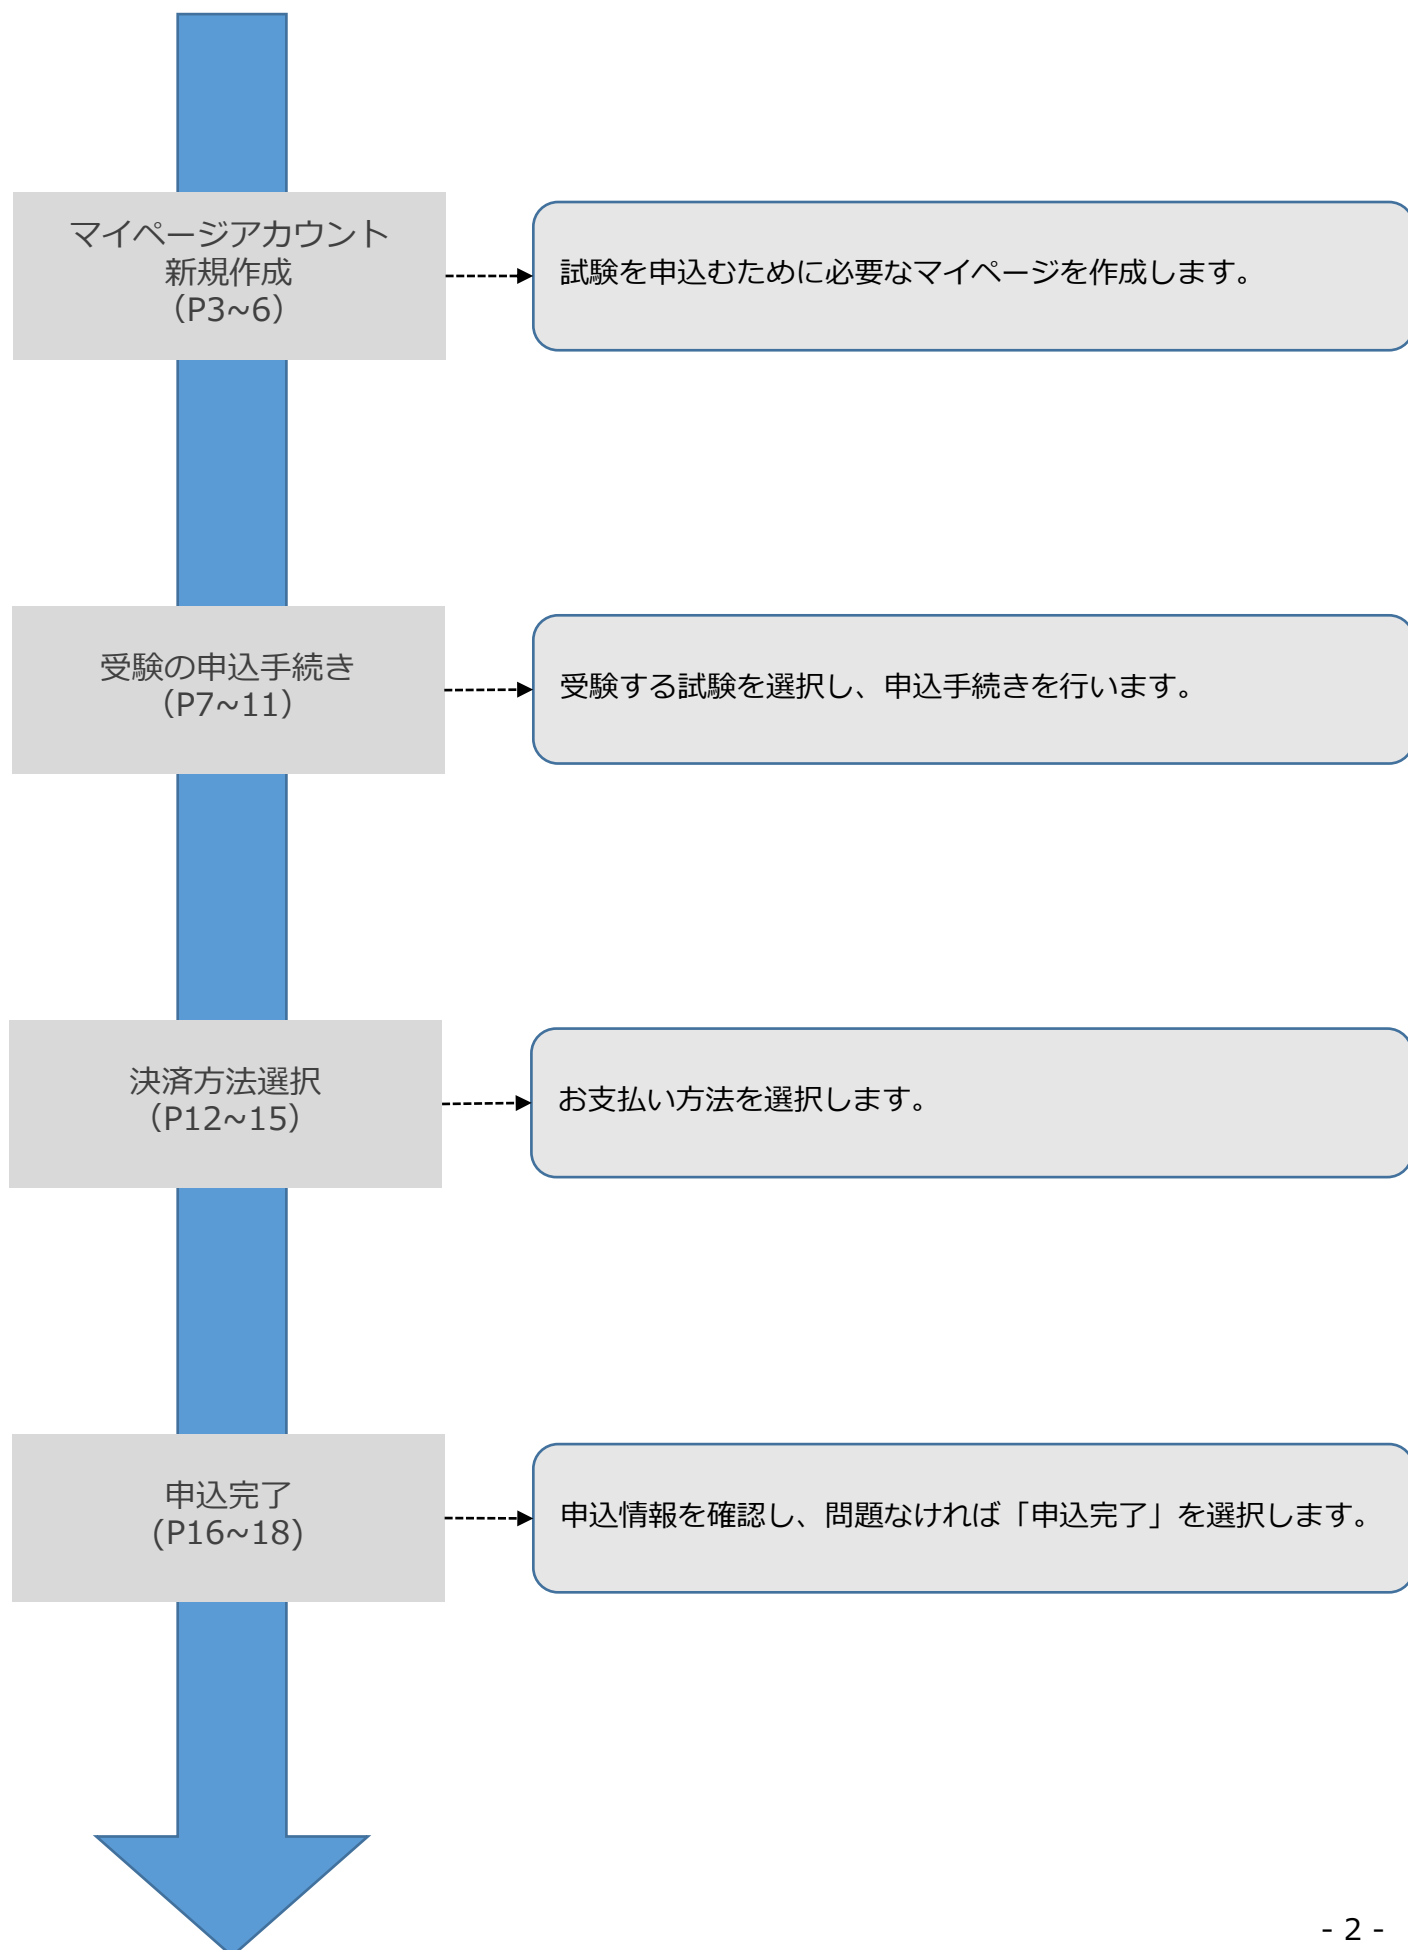 マイページアカウント
新規作成
（P3~6）
試験を申込むために必要なマイページを作成します。
受験の申込手続き
（P7~11）
受験する試験を選択し、申込手続きを行います。
決済方法選択
（P12~15）
お支払い方法を選択します。
申込完了
（P16~18）
申込情報を確認し、問題なければ「申込完了」を選択します。
- 2 -